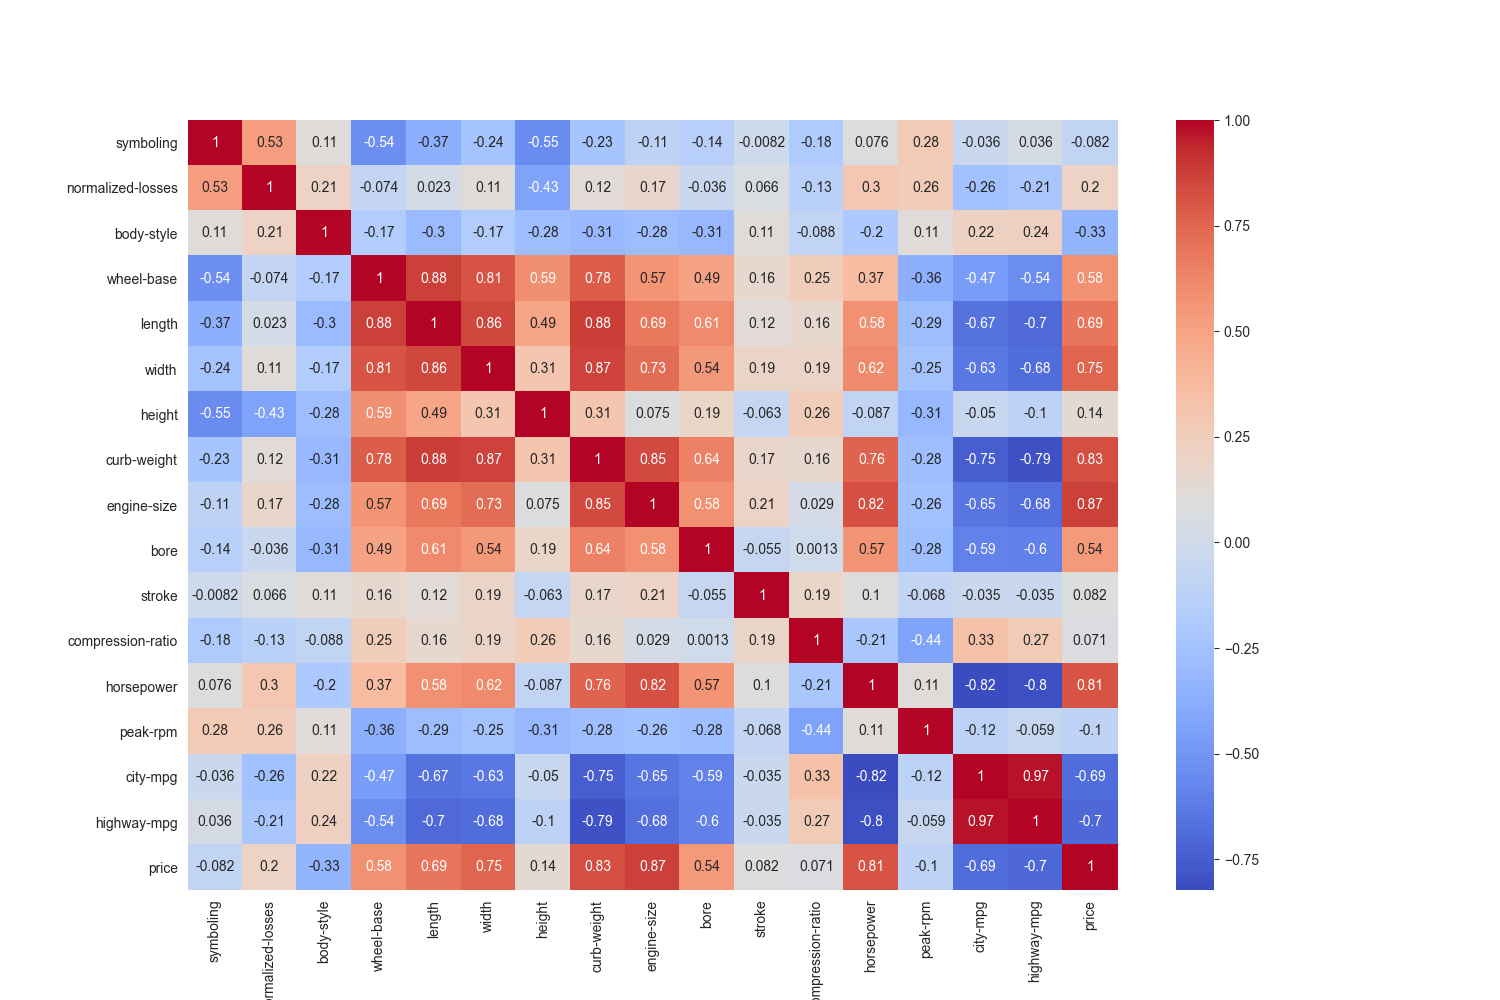 symboling 1 0.53 0.11 -0.54 -0.37 -0.24 -0.55 -0.23 -0.11 -0.14 -0.0082 -0.18 0.076 0.28 -0.036 0.036 -0.082
normalized-losses 0.53 1 0.21 -0.074 0.023 0.11 -0.43 0.12 0.17 -0.036 0.066 -0.13 0.3 0.26 -0.26 -0.21 0.2
body-style 0.11 0.21 1 -0.17 -0.3 -0.17 -0.28 -0.31 -0.28 -0.31 0.11 -0.088 -0.2 0.11 0.22 0.24 -0.33
wheel-base -0.54 -0.074 -0.17 1 0.88 0.81 0.59 0.78 0.57 0.49 0.16 0.25 0.37 -0.36 -0.47 -0.54 0.58
length -0.37 0.023 -0.3 0.88 1 0.86 0.49 0.88 0.69 0.61 0.12 0.16 0.58 -0.29 -0.67 -0.7 0.69
width -0.24 0.11 -0.17 0.81 0.86 1 0.31 0.87 0.73 0.54 0.19 0.19 0.62 -0.25 -0.63 -0.68 0.75
height -0.55 -0.43 -0.28 0.59 0.49 0.31 1 0.31 0.075 0.19 -0.063 0.26 -0.087 -0.31 -0.05 -0.1 0.14
curb-weight -0.23 0.12 -0.31 0.78 0.88 0.87 0.31 1 0.85 0.64 0.17 0.16 0.76 -0.28 -0.75 -0.79 0.83
engine-size -0.11 0.17 -0.28 0.57 0.69 0.73 0.075 0.85 1 0.58 0.21 0.029 0.82 -0.26 -0.65 -0.68 0.87
bore -0.14 -0.036 -0.31 0.49 0.61 0.54 0.19 0.64 0.58 1 -0.055 0.0013 0.57 -0.28 -0.59 -0.6 0.54
stroke -0.0082 0.066 0.11 0.16 0.12 0.19 -0.063 0.17 0.21 -0.055 1 0.19 0.1 -0.068 -0.035 -0.035 0.082
compression-ratio -0.18 -0.13 -0.088 0.25 0.16 0.19 0.26 0.16 0.029 0.0013 0.19 1 -0.21 -0.44 0.33 0.27 0.071
horsepower 0.076 0.3 -0.2 0.37 0.58 0.62 -0.087 0.76 0.82 0.57 0.1 -0.21 1 0.11 -0.82 -0.8 0.81
peak-rpm 0.28 0.26 0.11 -0.36 -0.29 -0.25 -0.31 -0.28 -0.26 -0.28 -0.068 -0.44 0.11 1 -0.12 -0.059 -0.1
city-mpg -0.036 -0.26 0.22 -0.47 -0.67 -0.63 -0.05 -0.75 -0.65 -0.59 -0.035 0.33 -0.82 -0.12 1 0.97 -0.69
highway-mpg 0.036 -0.21 0.24 -0.54 -0.7 -0.68 -0.1 -0.79 -0.68 -0.6 -0.035 0.27 -0.8 -0.059 0.97 1 -0.7
price -0.082 0.2 -0.33 0.58 0.69 0.75 0.14 0.83 0.87 0.54 0.082 0.071 0.81 -0.1 -0.69 -0.7 1
symboling
ormalized-losses
body-style
wheel-base
length
width
height
curb-weight
engine-size
bore
stroke
ompression-ratio
horsepower
peak-rpm
city-mpg
highway-mpg
price
1.00
0.75
0.50
0.25
0.00
−0.25
−0.50
−0.75